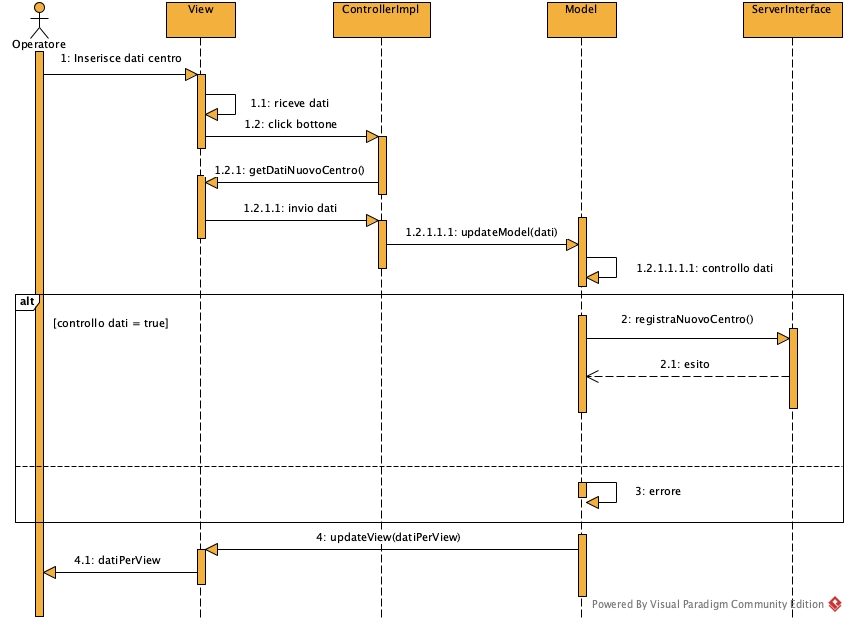 View
ControllerImpl
Model
ServerInterface
Operatore
1: Inserisce dati centro
1.1: riceve dati
1.2: click bottone
1.2.1: getDatiNuovoCentro()
1.2.1.1: invio dati
1.2.1.1.1: updateModel(dati)
1.2.1.1.1.1: controllo dati
alt
[controllo dati = true]
2: registraNuovoCentro()
2.1: esito
3: errore
4: updateView(datiPerView)
4.1: datiPerView
Powered By Visual Paradigm Community Edition